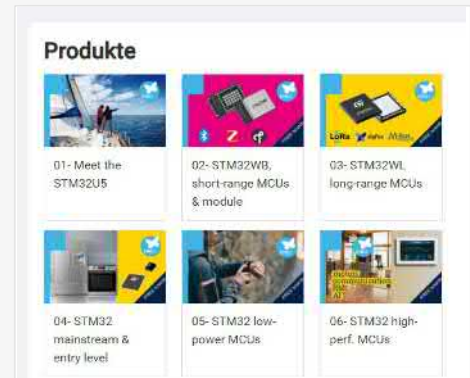 Produkte
01- Meet the
STM32U5
02- STM32WB,
short-range MCUs
& module
LoRa
03- STM32WL
long-range MCUs
04- STM32
mainstream &
entry level
05- STM32 low-
power MCUs
06- STM32 high-
perf. MCUs